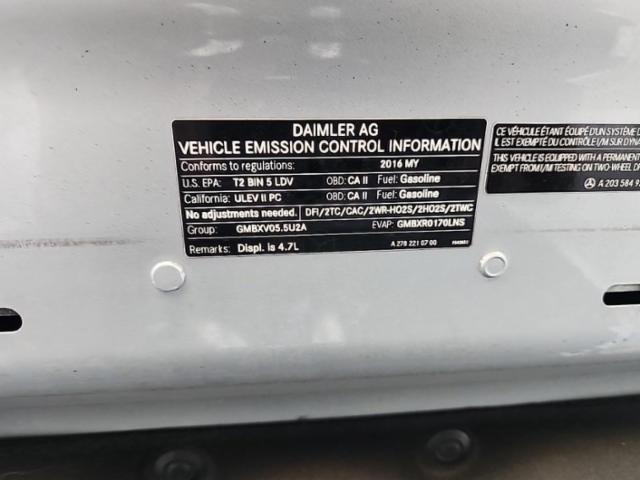 DAIMLER AG
VEHICLE EMISSION CONTROL INFORMATION
Conforms to regulations: 2016 MY
U.S. EPA: T2 BIN 5 LDV OBD: CA II Fuel: Gasoline
California: ULEV II PC OBD: CA II Fuel: Gasoline
No adjustments needed. DFI/2TC/CAC/2WR-HO2S/2HO2S/2TWC
Group: GMBXV05.5U2A EVAP: GMBXR0170LNS
Remarks: Displ. is 4.7L A 278 221 07 00
CE VÉHICULE ÉTANT ÉQUIPÉ D'UN SYSTÈME D
IL EST EXEMPTÉ DU CONTRÔLE I/M SUR DYNA
THIS VEHICLE IS EQUIPPED WITH A PERMANENT
EXEMPT FROM I/M TESTING ON TWO-WHEEL DR
A 203 584 9